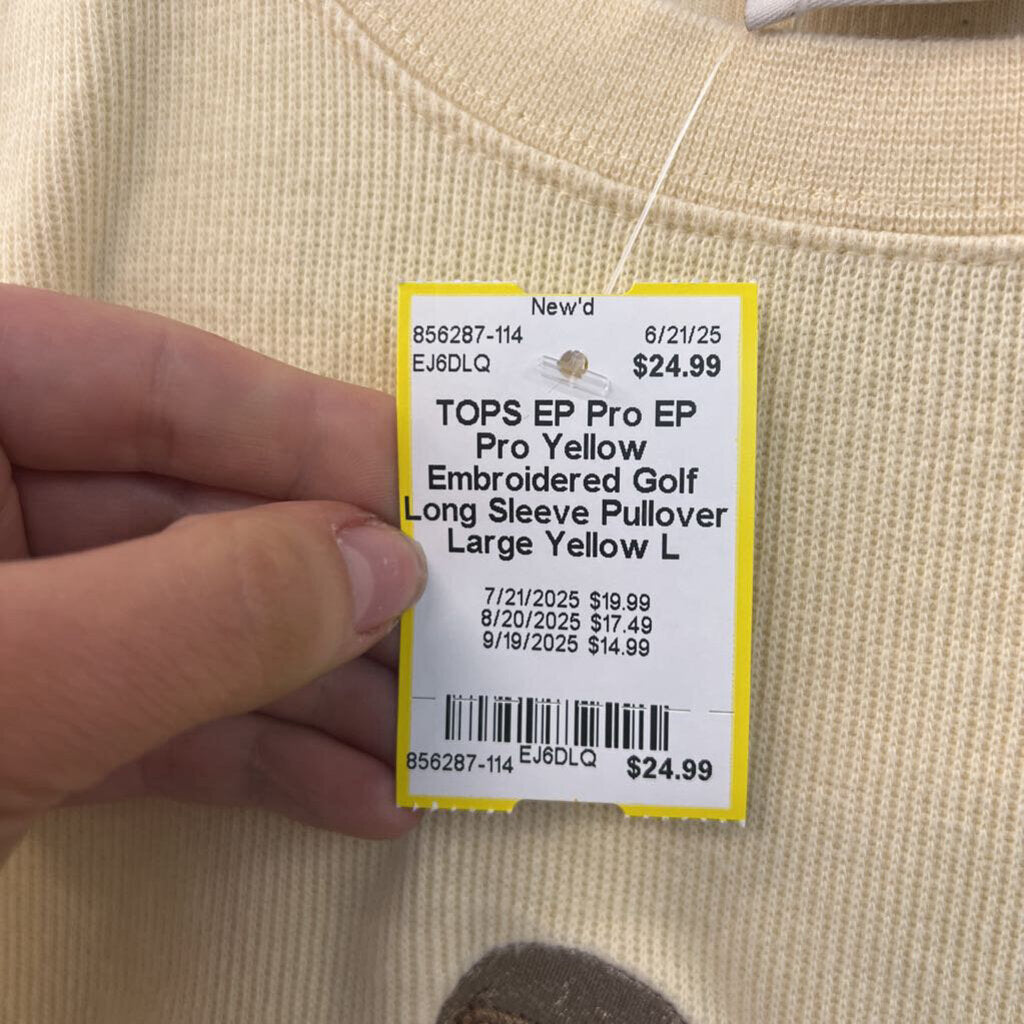 New'd
856287-114 6/21/25
EJ6DLQ $24.99
TOPS EP Pro EP
Pro Yellow
Embroidered Golf
Long Sleeve Pullover
Large Yellow L
7/21/2025 $19.99
8/20/2025 $17.49
9/19/2025 $14.99
856287-114 EJ6DLQ $24.99